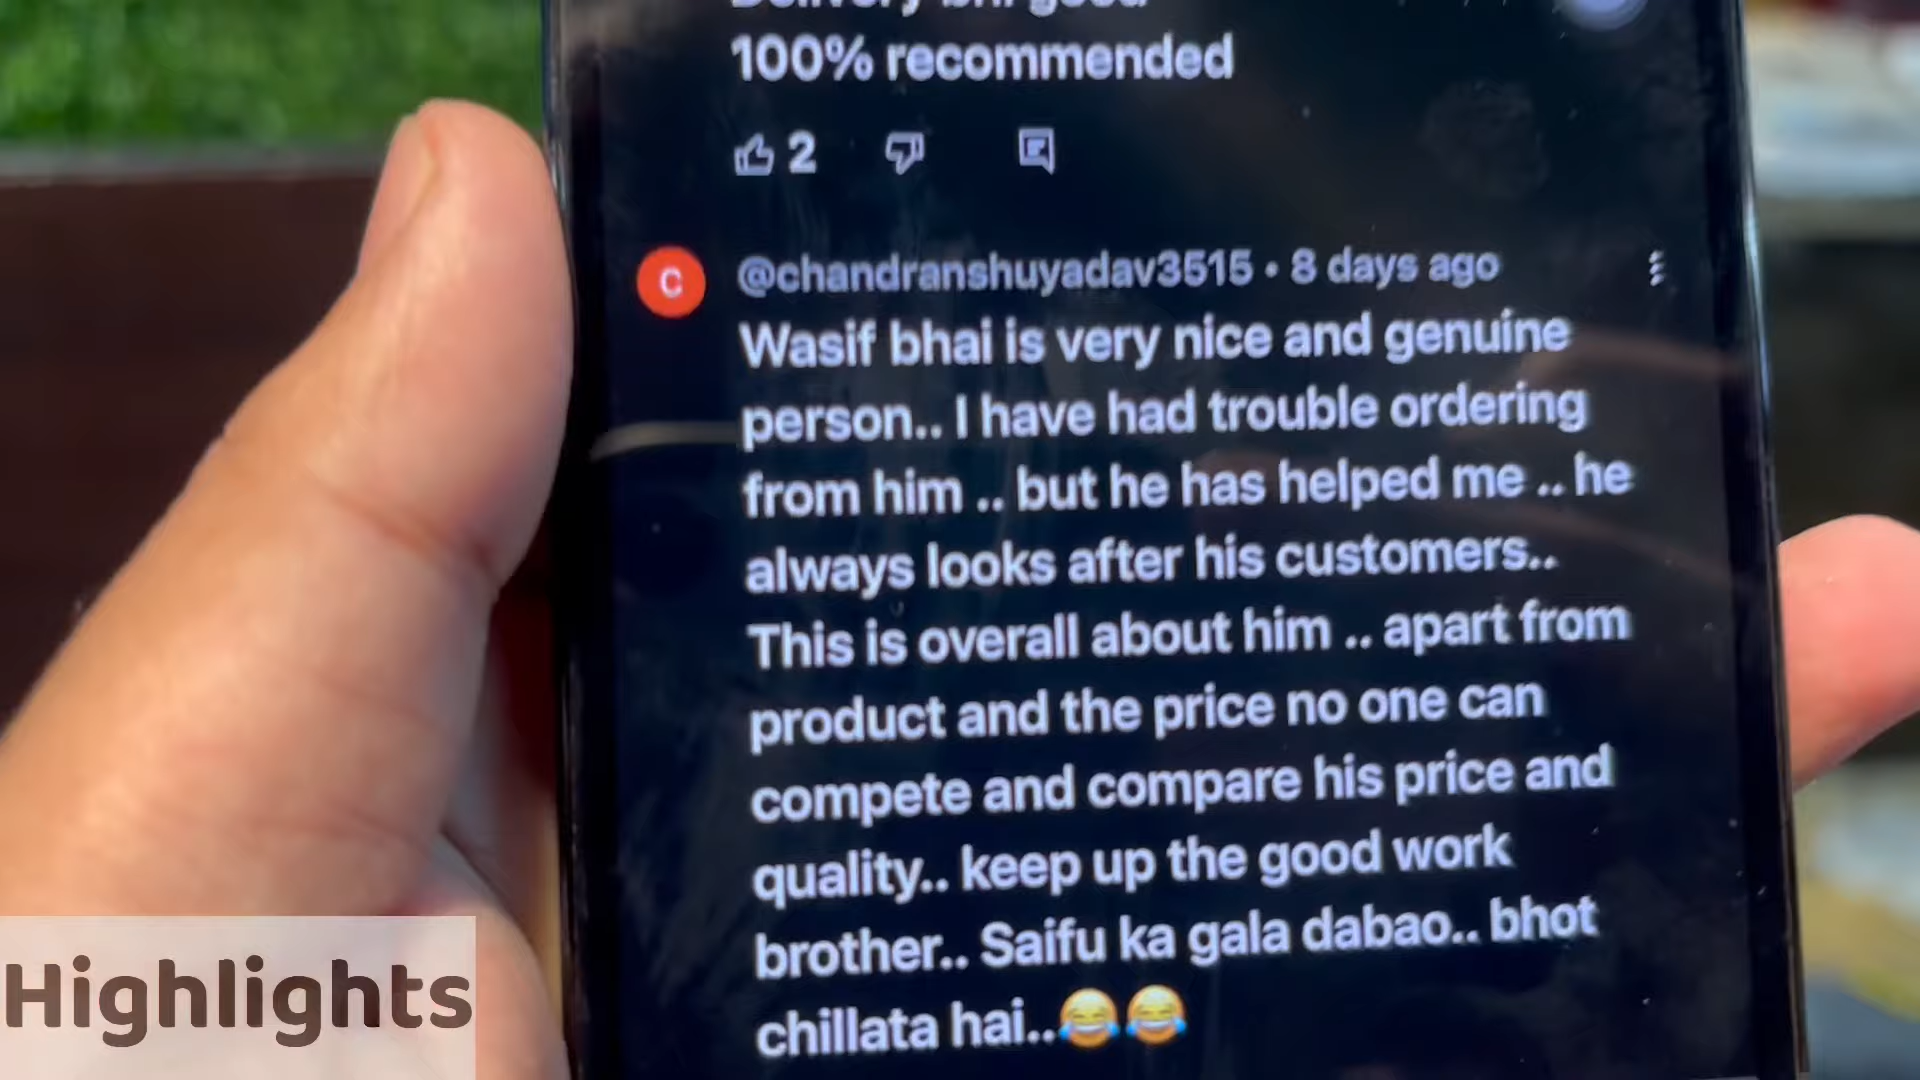 100% recommended
2
C
@chandranshuyadav3515 • 8 days ago
Wasif bhai is very nice and genuine
person.. I have had trouble ordering
from him .. but he has helped me .. he
always looks after his customers..
This is overall about him .. apart from
product and the price no one can
compete and compare his price and
quality.. keep up the good work
brother.. Saifu ka gala dabao.. bhot
chillata hai..😂😂
Highlights